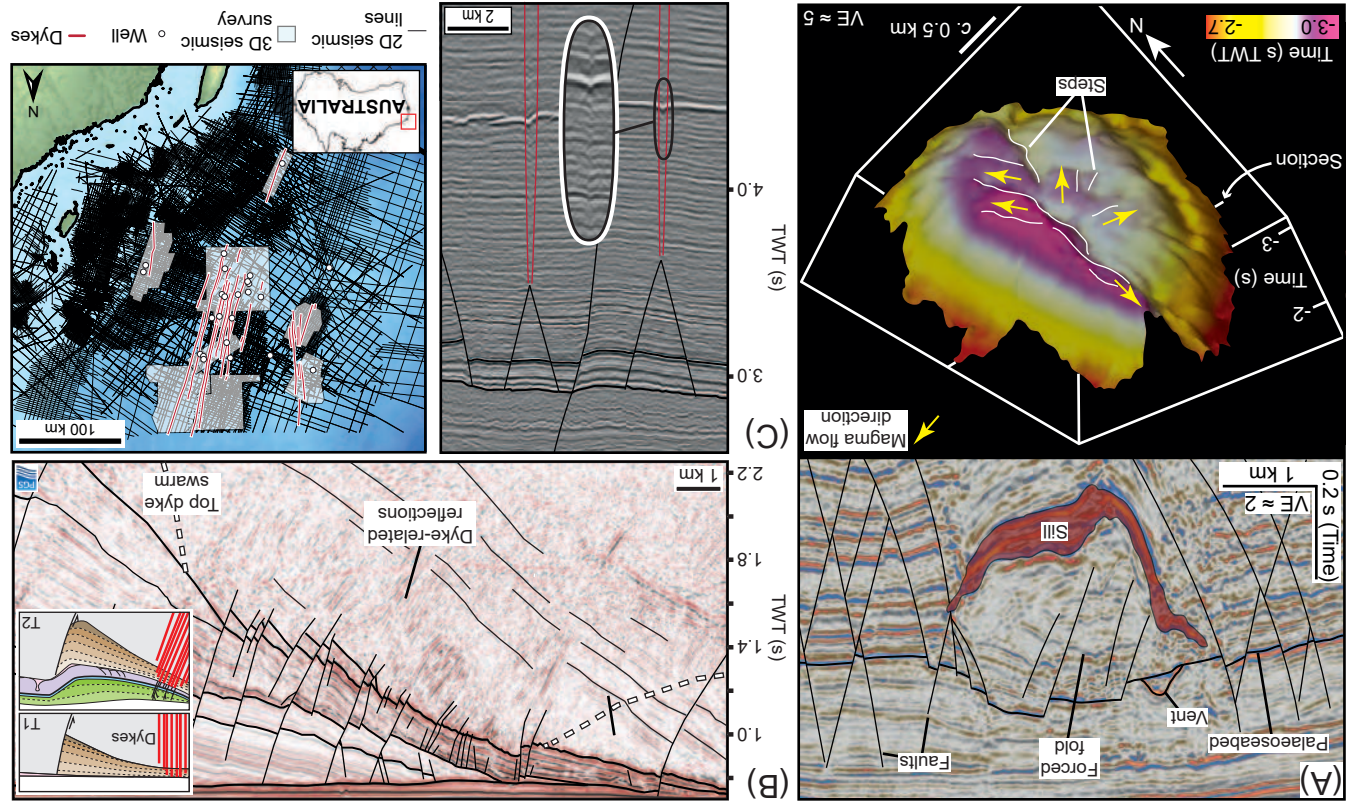 (A)
Palaeoseabed
Vent
Forced
fold
Faults
Sill
0.2 s (Time)
VE ≈ 2
1 km
Magma flow
direction
-2
Time (s)
-3
Section
Steps
N
c. 0.5 km
Time (s TWT)
-3.0
-2.7
VE ≈ 5
(B)
TWT (s)
1.0
1.4
1.8
2.2
T1
Dykes
T2
Dyke-related
reflections
Top dyke
swarm
1 km
PGS
(C)
TWT (s)
3.0
4.0
2 km
100 km
AUSTRALIA
N
2D seismic
lines
3D seismic
survey
Well
Dykes